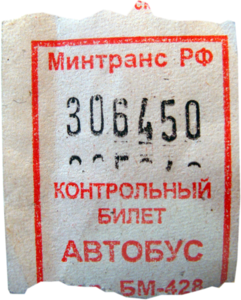 Минтранс РФ
306450
КОНТРОЛЬНЫЙ
БИЛЕТ
АВТОБУС
БМ-428